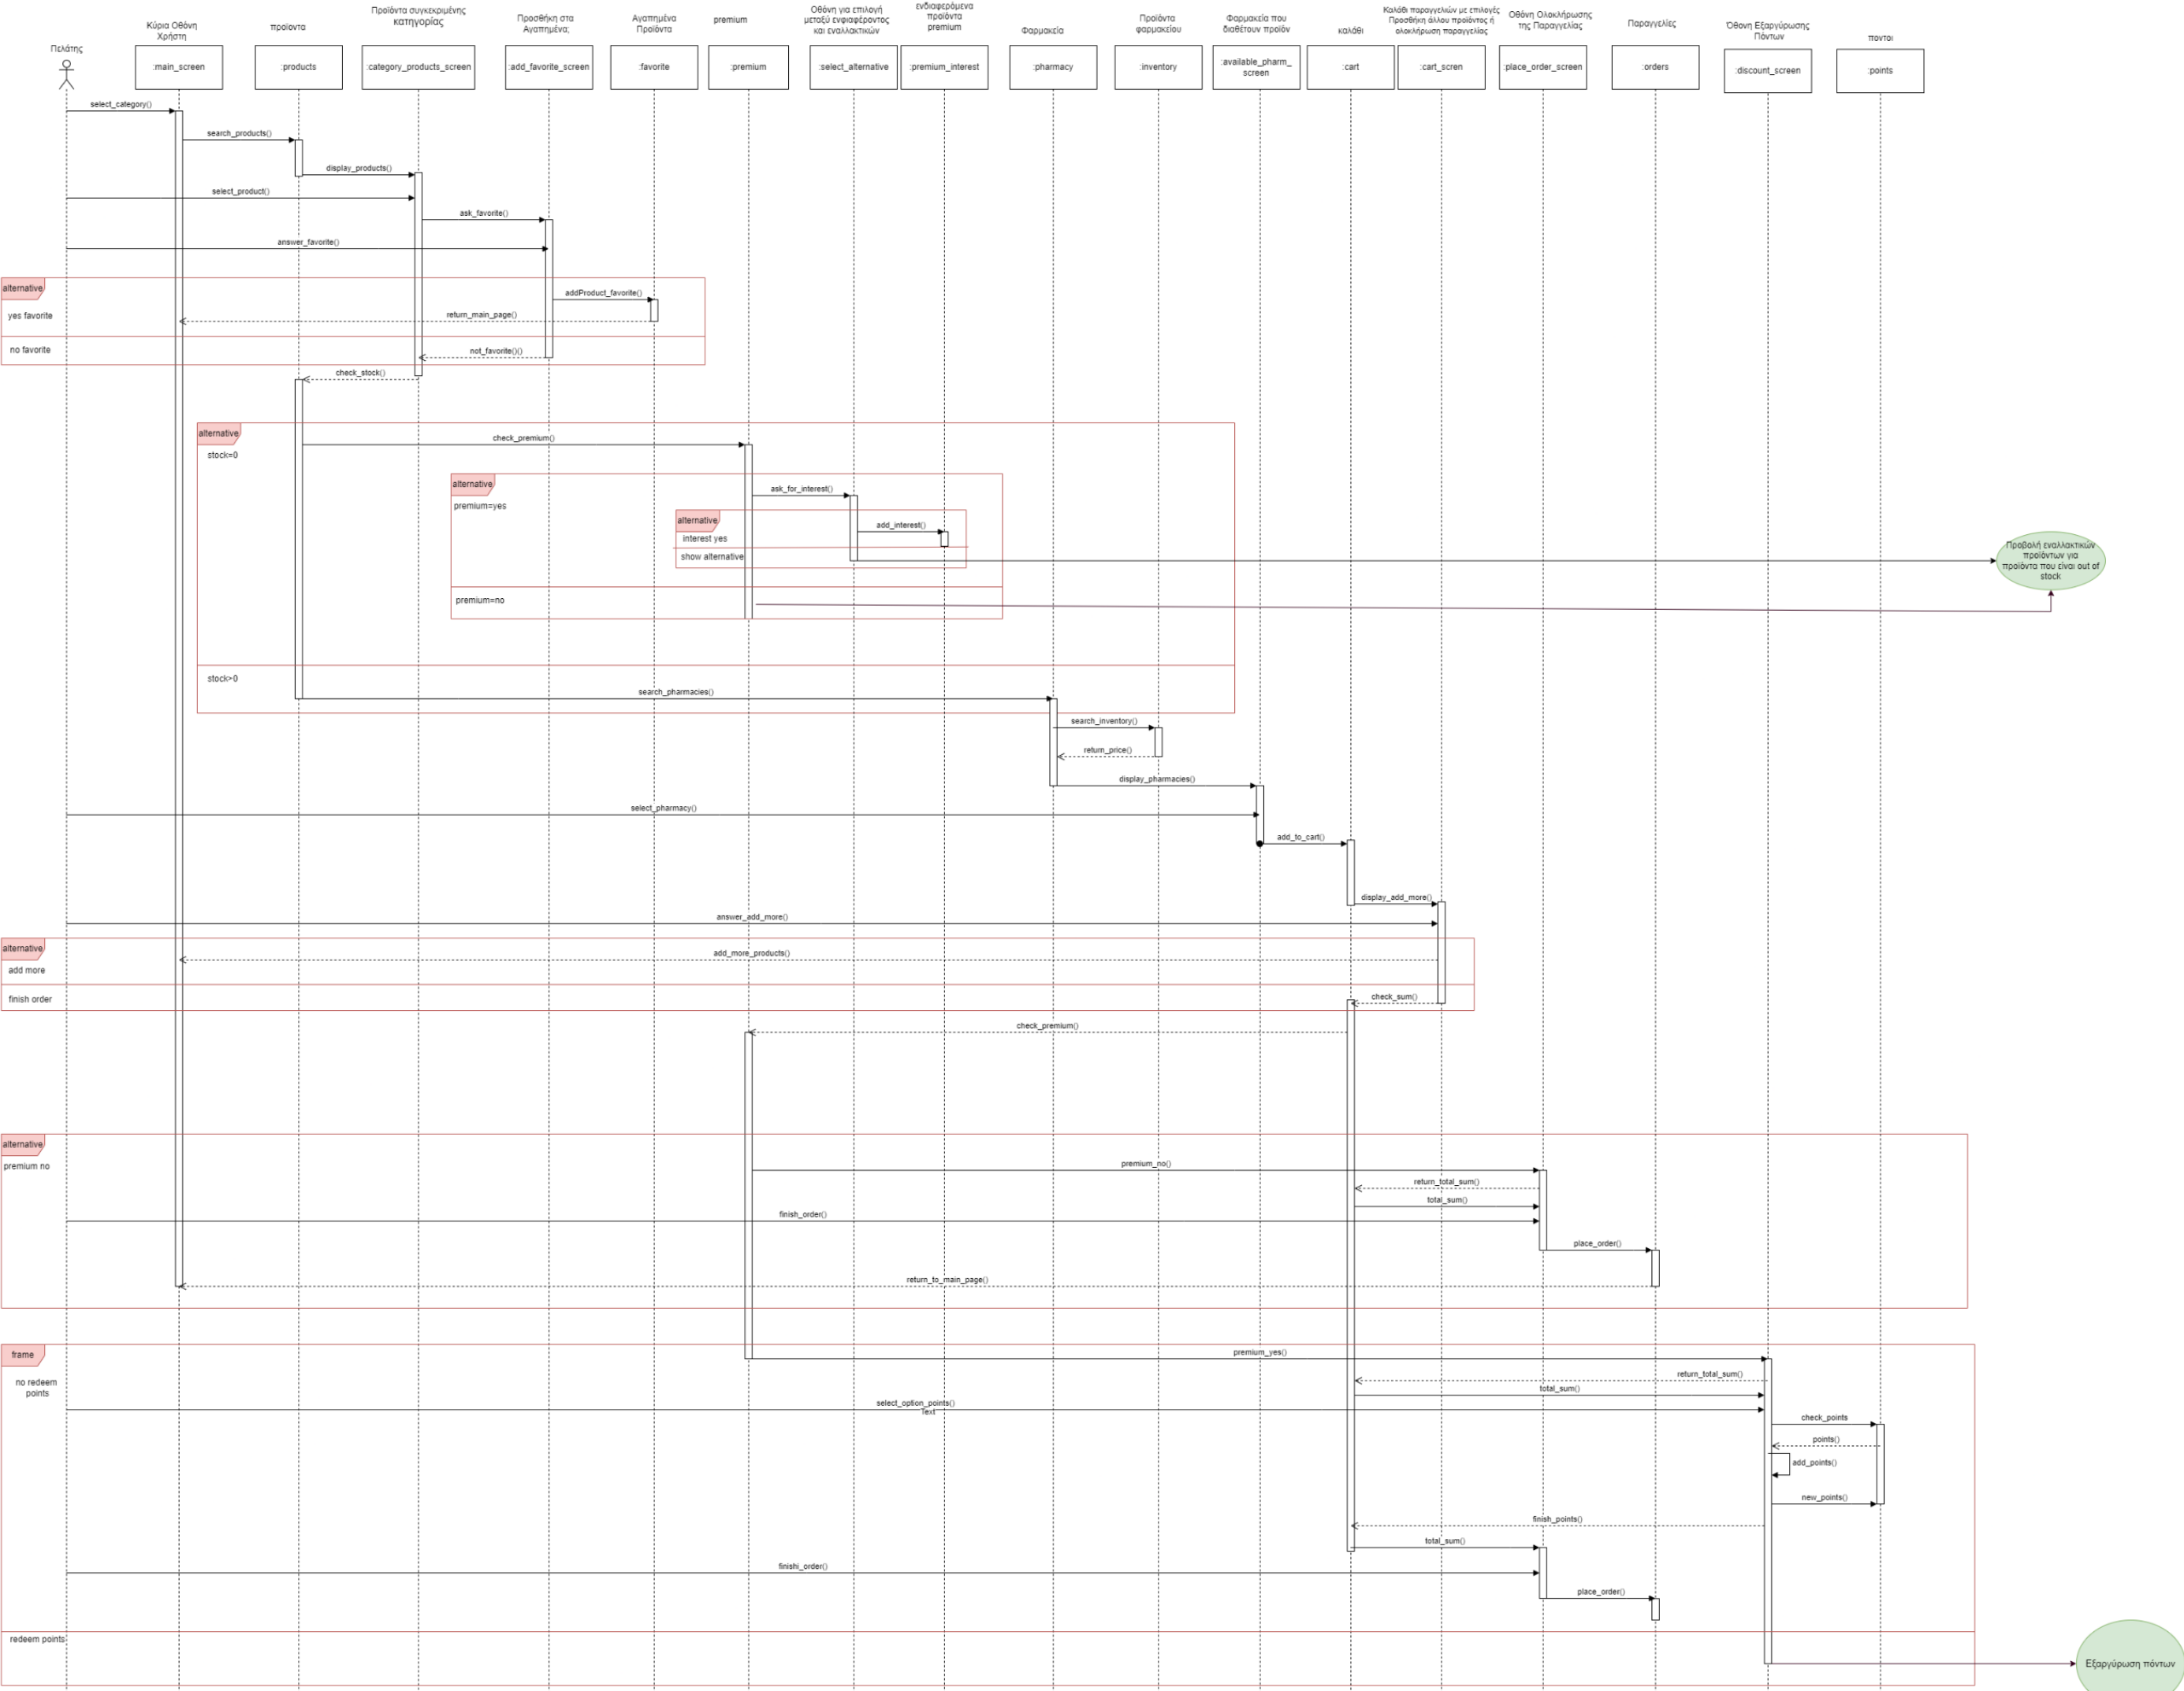 Πελάτης
Κύρια Οθόνη
Χρήστη
προϊοντα
Προϊόντα συγκεκριμένης
κατηγορίας
Προσθήκη στα
Αγαπημένα;
Αγαπημένα
Προϊόντα
premium
Οθόνη για επιλογή
μεταξύ ενφιαφέροντος
και εναλλακτικών
ενδιαφερόμενα
προϊόντα
premium
Φαρμακεία
Προϊόντα
φαρμακείου
Φαρμακεία που
διαθέτουν προϊόν
καλάθι
Καλάθι παραγγελιών με επιλογές
Προσθήκη άλλου προϊόντος ή
ολοκλήρωση παραγγελίας
Οθόνη Ολοκλήρωσης
της Παραγγελίας
Παραγγελίες
Όθονη Εξαργύρωσης
Πόντων
ποντοι
:main_screen
:products
:category_products_screen
:add_favorite_screen
:favorite
:premium
:select_alternative
:premium_interest
:pharmacy
:inventory
:available_pharm_
screen
:cart
:cart_scren
:place_order_screen
:orders
:discount_screen
:points
select_category()
search_products()
display_products()
select_product()
ask_favorite()
answer_favorite()
alternative
addProduct_favorite()
yes favorite
return_main_page()
no favorite
not_favorite()()
check_stock()
alternative
check_premium()
stock=0
alternative
ask_for_interest()
premium=yes
alternative
add_interest()
interest yes
show alternative
Προβολή εναλλακτικών
προϊόντων για
προϊόντα που είναι out of
stock
premium=no
stock>0
search_pharmacies()
search_inventory()
return_price()
display_pharmacies()
select_pharmacy()
add_to_cart()
display_add_more()
answer_add_more()
alternative
add_more_products()
add more
finish order
check_sum()
check_premium()
alternative
premium no
premium_no()
return_total_sum()
total_sum()
finish_order()
place_order()
return_to_main_page()
frame
premium_yes()
no redeem
points
return_total_sum()
total_sum()
select_option_points()
Text
check_points
points()
add_points()
new_points()
finish_points()
total_sum()
finishi_order()
place_order()
redeem points
Εξαργύρωση πόντων